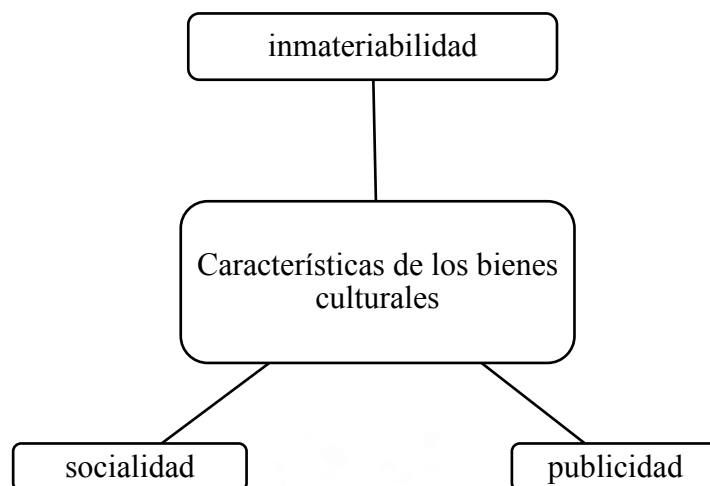 inmateriabilidad
Características de los bienes
culturales
socialidad
publicidad